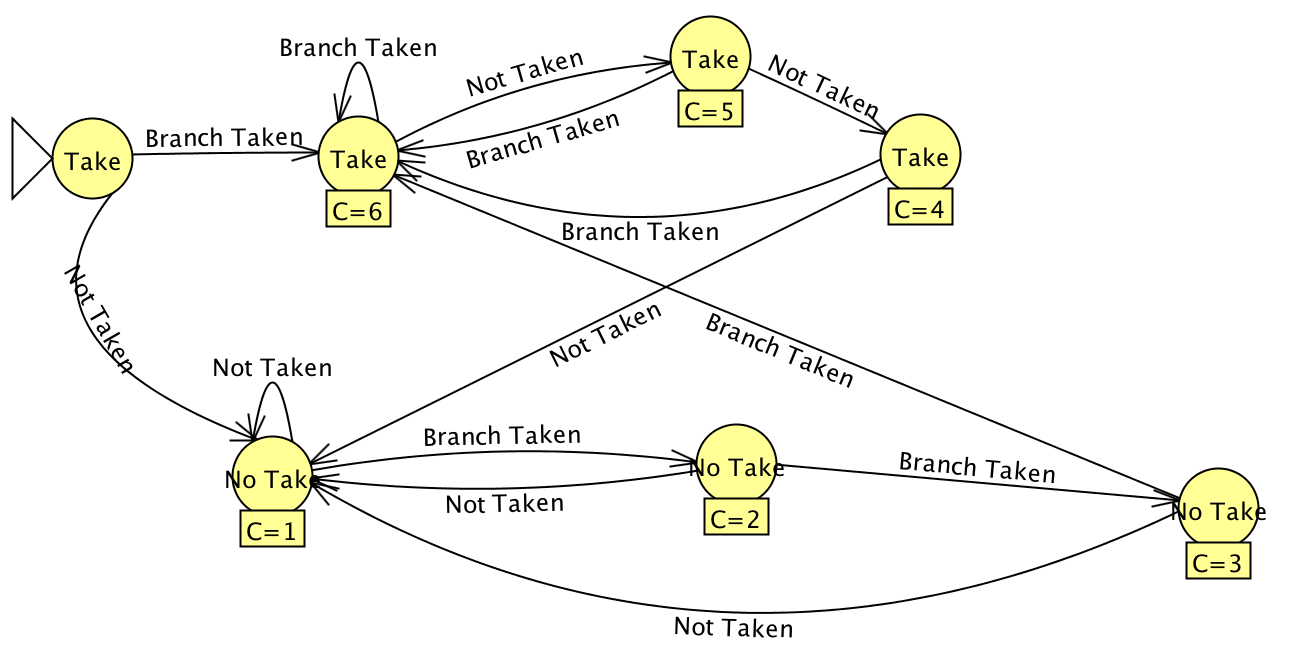 Branch Taken
Not Taken
Take
Not Taken
C=5
Branch Taken
Take
Branch Taken
Take
C=6
Take
C=4
Branch Taken
Not Taken
Not Taken
Branch Taken
Not Taken
Branch Taken
No Take
C=1
Not Taken
No Take
C=2
Branch Taken
No Take
C=3
Not Taken